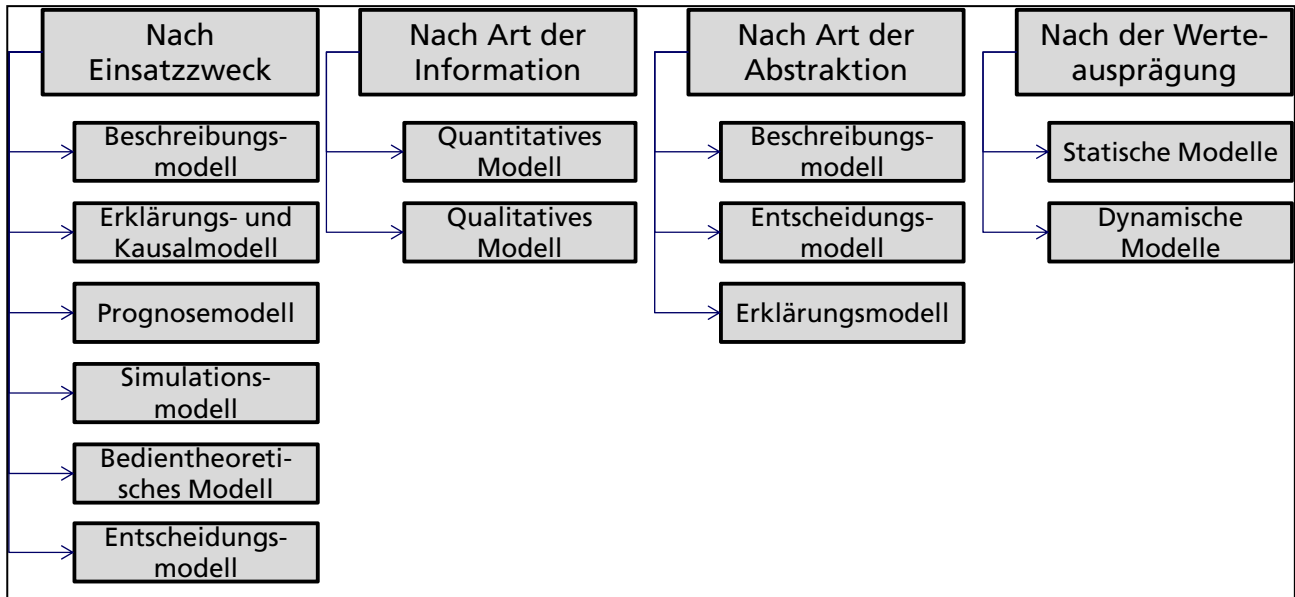 Nach
Einsatzzweck
Beschreibungs-
modell
Erklärungs- und
Kausalmodell
Prognosemodell
Simulations-
modell
Bedientheoreti-
sches Modell
Entscheidungs-
modell
Nach Art der
Information
Quantitatives
Modell
Qualitatives
Modell
Nach Art der
Abstraktion
Beschreibungs-
modell
Entscheidungs-
modell
Erklärungsmodell
Nach der Werte-
ausprägung
Statische Modelle
Dynamische
Modelle